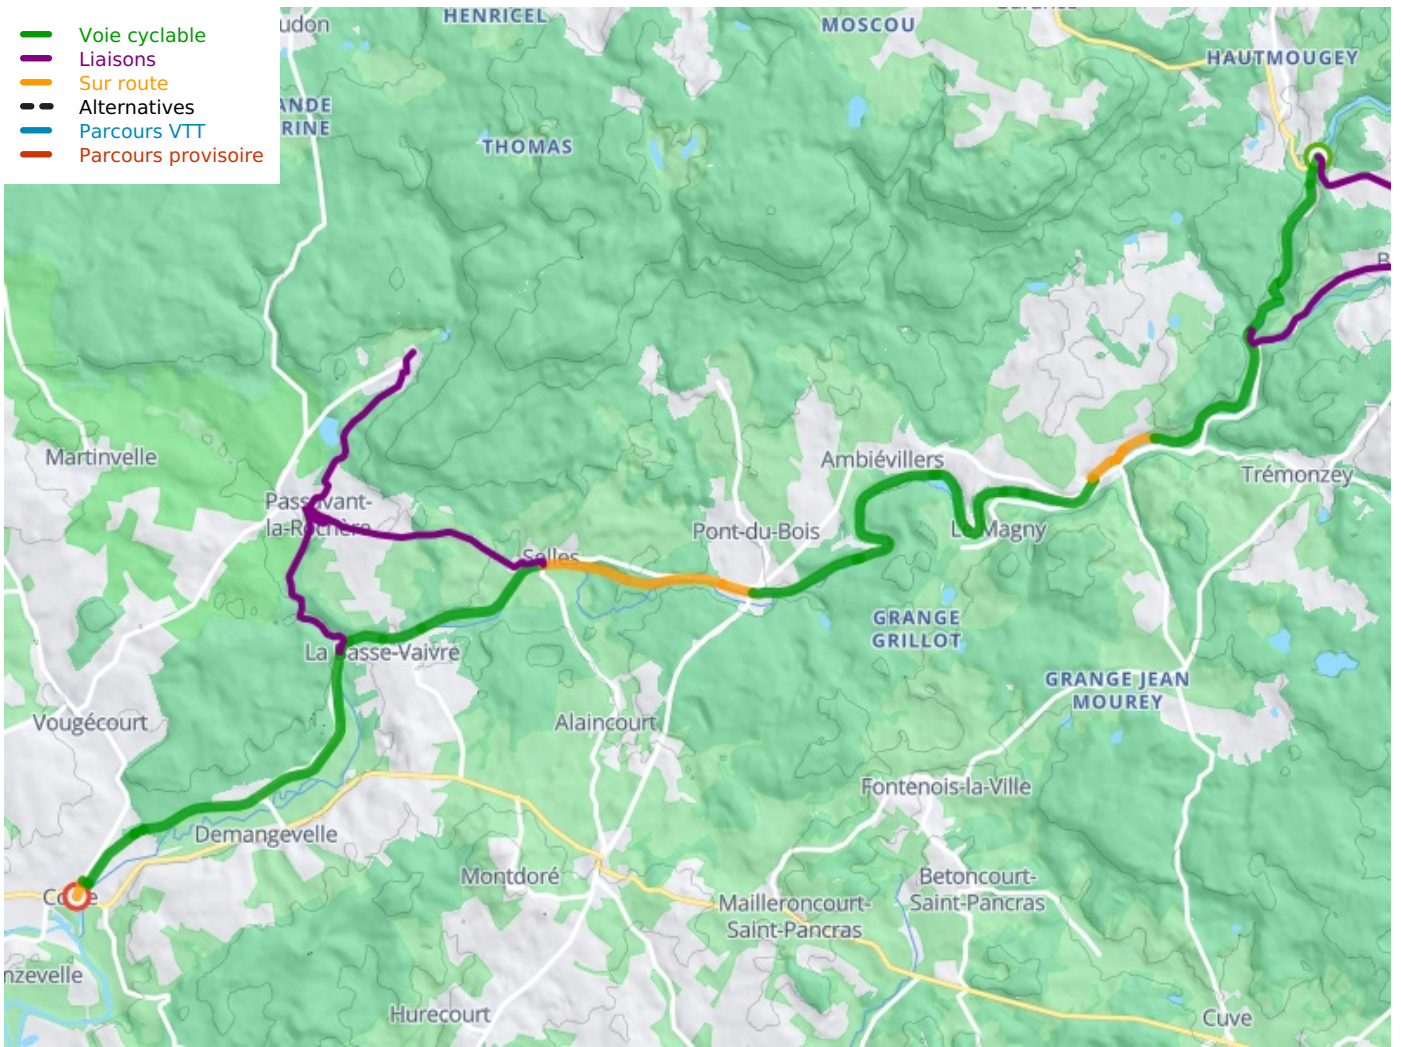 Voie cyclable
Liaisons
Sur route
Alternatives
Parcours VTT
Parcours provisoire
HENRICEL
MOSCOU
HAUTMOUGEY
THOMAS
Martinvelle
Ambiévillers
Trémonzey
Pont-du-Bois
Selles
GRANGE
GRILLOT
GRANGE JEAN
MOUREY
Vougécourt
Alaincourt
Fontenois-la-Ville
Demangevelle
Montdoré
Betoncourt-
Saint-Pancras
Mailleroncourt-
Saint-Pancras
Hurecourt
Cuve